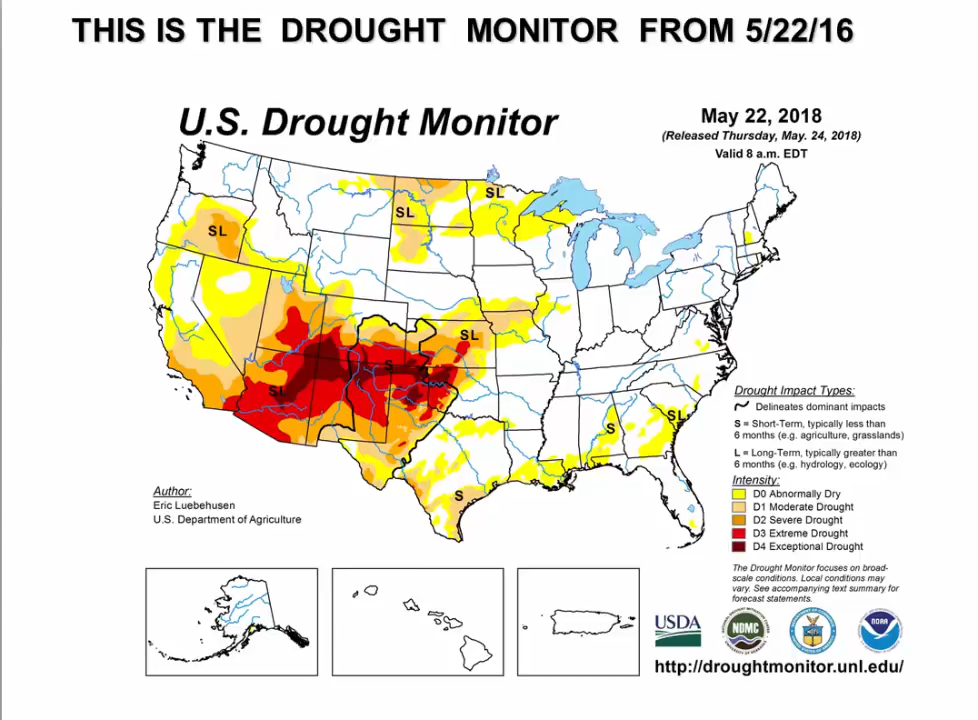 THIS IS THE DROUGHT MONITOR FROM 5/22/16
U.S. Drought Monitor
May 22, 2018
(Released Thursday, May. 24, 2018)
Valid 8 a.m. EDT
SL
SL
SL
SL
S
SL
SL
S
S
Drought Impact Types:
Delineates dominant impacts
S = Short-Term, typically less than
6 months (e.g. agriculture, grasslands)
L = Long-Term, typically greater than
6 months (e.g. hydrology, ecology)
Intensity:
D0 Abnormally Dry
D1 Moderate Drought
D2 Severe Drought
D3 Extreme Drought
D4 Exceptional Drought
Author:
Eric Luebehusen
U.S. Department of Agriculture
The Drought Monitor focuses on broad-
scale conditions. Local conditions may
vary. See accompanying text summary for
forecast statements.
USDA
NDMC
NOAA
http://droughtmonitor.unl.edu/